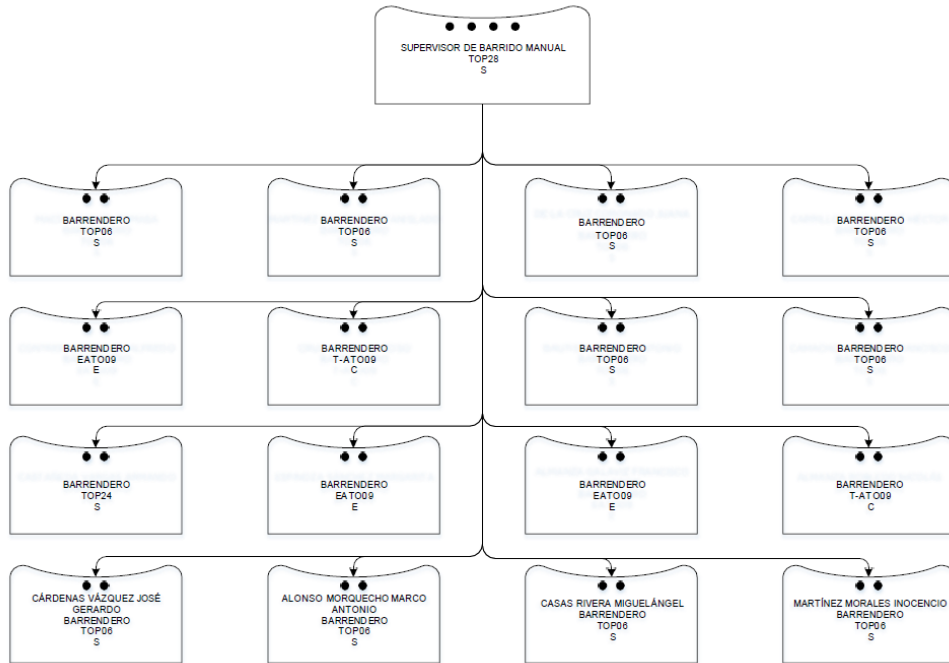 SUPERVISOR DE BARRIDO MANUAL
TOP28
S
BARRENDERO
TOP06
S
BARRENDERO
TOP06
S
BARRENDERO
TOP06
S
BARRENDERO
TOP06
S
BARRENDERO
EATO09
E
BARRENDERO
T-ATO09
C
BARRENDERO
TOP06
S
BARRENDERO
TOP06
S
BARRENDERO
TOP24
S
BARRENDERO
EATO09
E
BARRENDERO
EATO09
E
BARRENDERO
T-ATO09
C
CÁRDENAS VÁZQUEZ JOSÉ
GERARDO
BARRENDERO
TOP06
S
ALONSO MORQUECHO MARCO
ANTONIO
BARRENDERO
TOP06
S
CASAS RIVERA MIGUELÁNGEL
BARRENDERO
TOP06
S
MARTÍNEZ MORALES INOCENCIO
BARRENDERO
TOP06
S